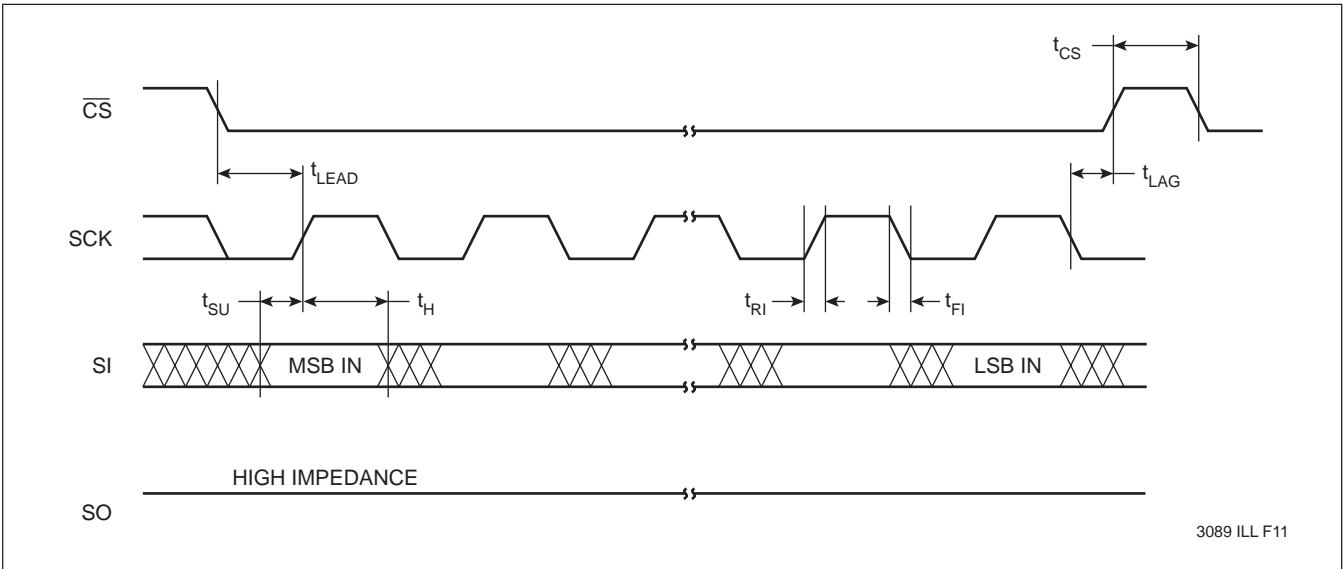 tCS
C̅S̅
tLEAD
tLAG
SCK
tSU
tH
tRI
tFI
SI
MSB IN
LSB IN
HIGH IMPEDANCE
SO
3089 ILL F11